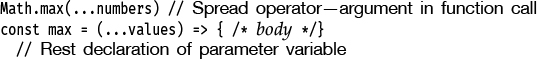 Math.max(...numbers) // Spread operator—argument in function call
const max = (...values) => { /* body */}
// Rest declaration of parameter variable